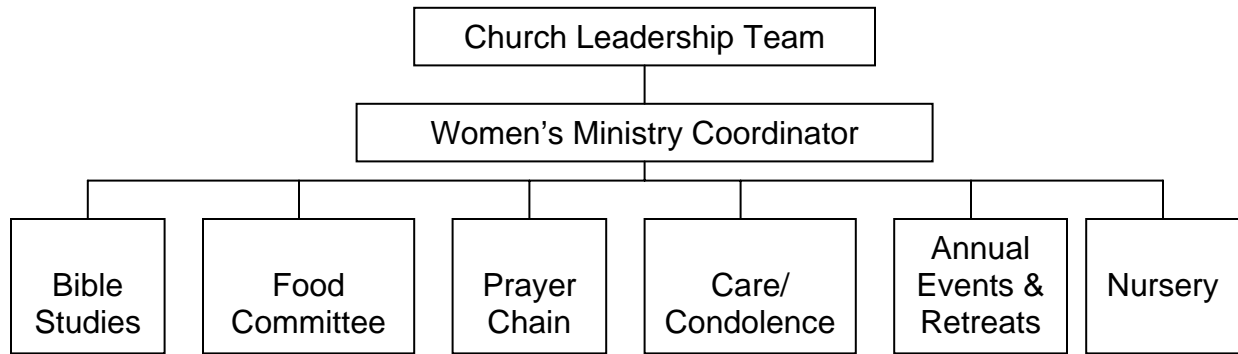 Church Leadership Team
Women’s Ministry Coordinator
Bible
Studies
Food
Committee
Prayer
Chain
Care/
Condolence
Annual
Events &
Retreats
Nursery